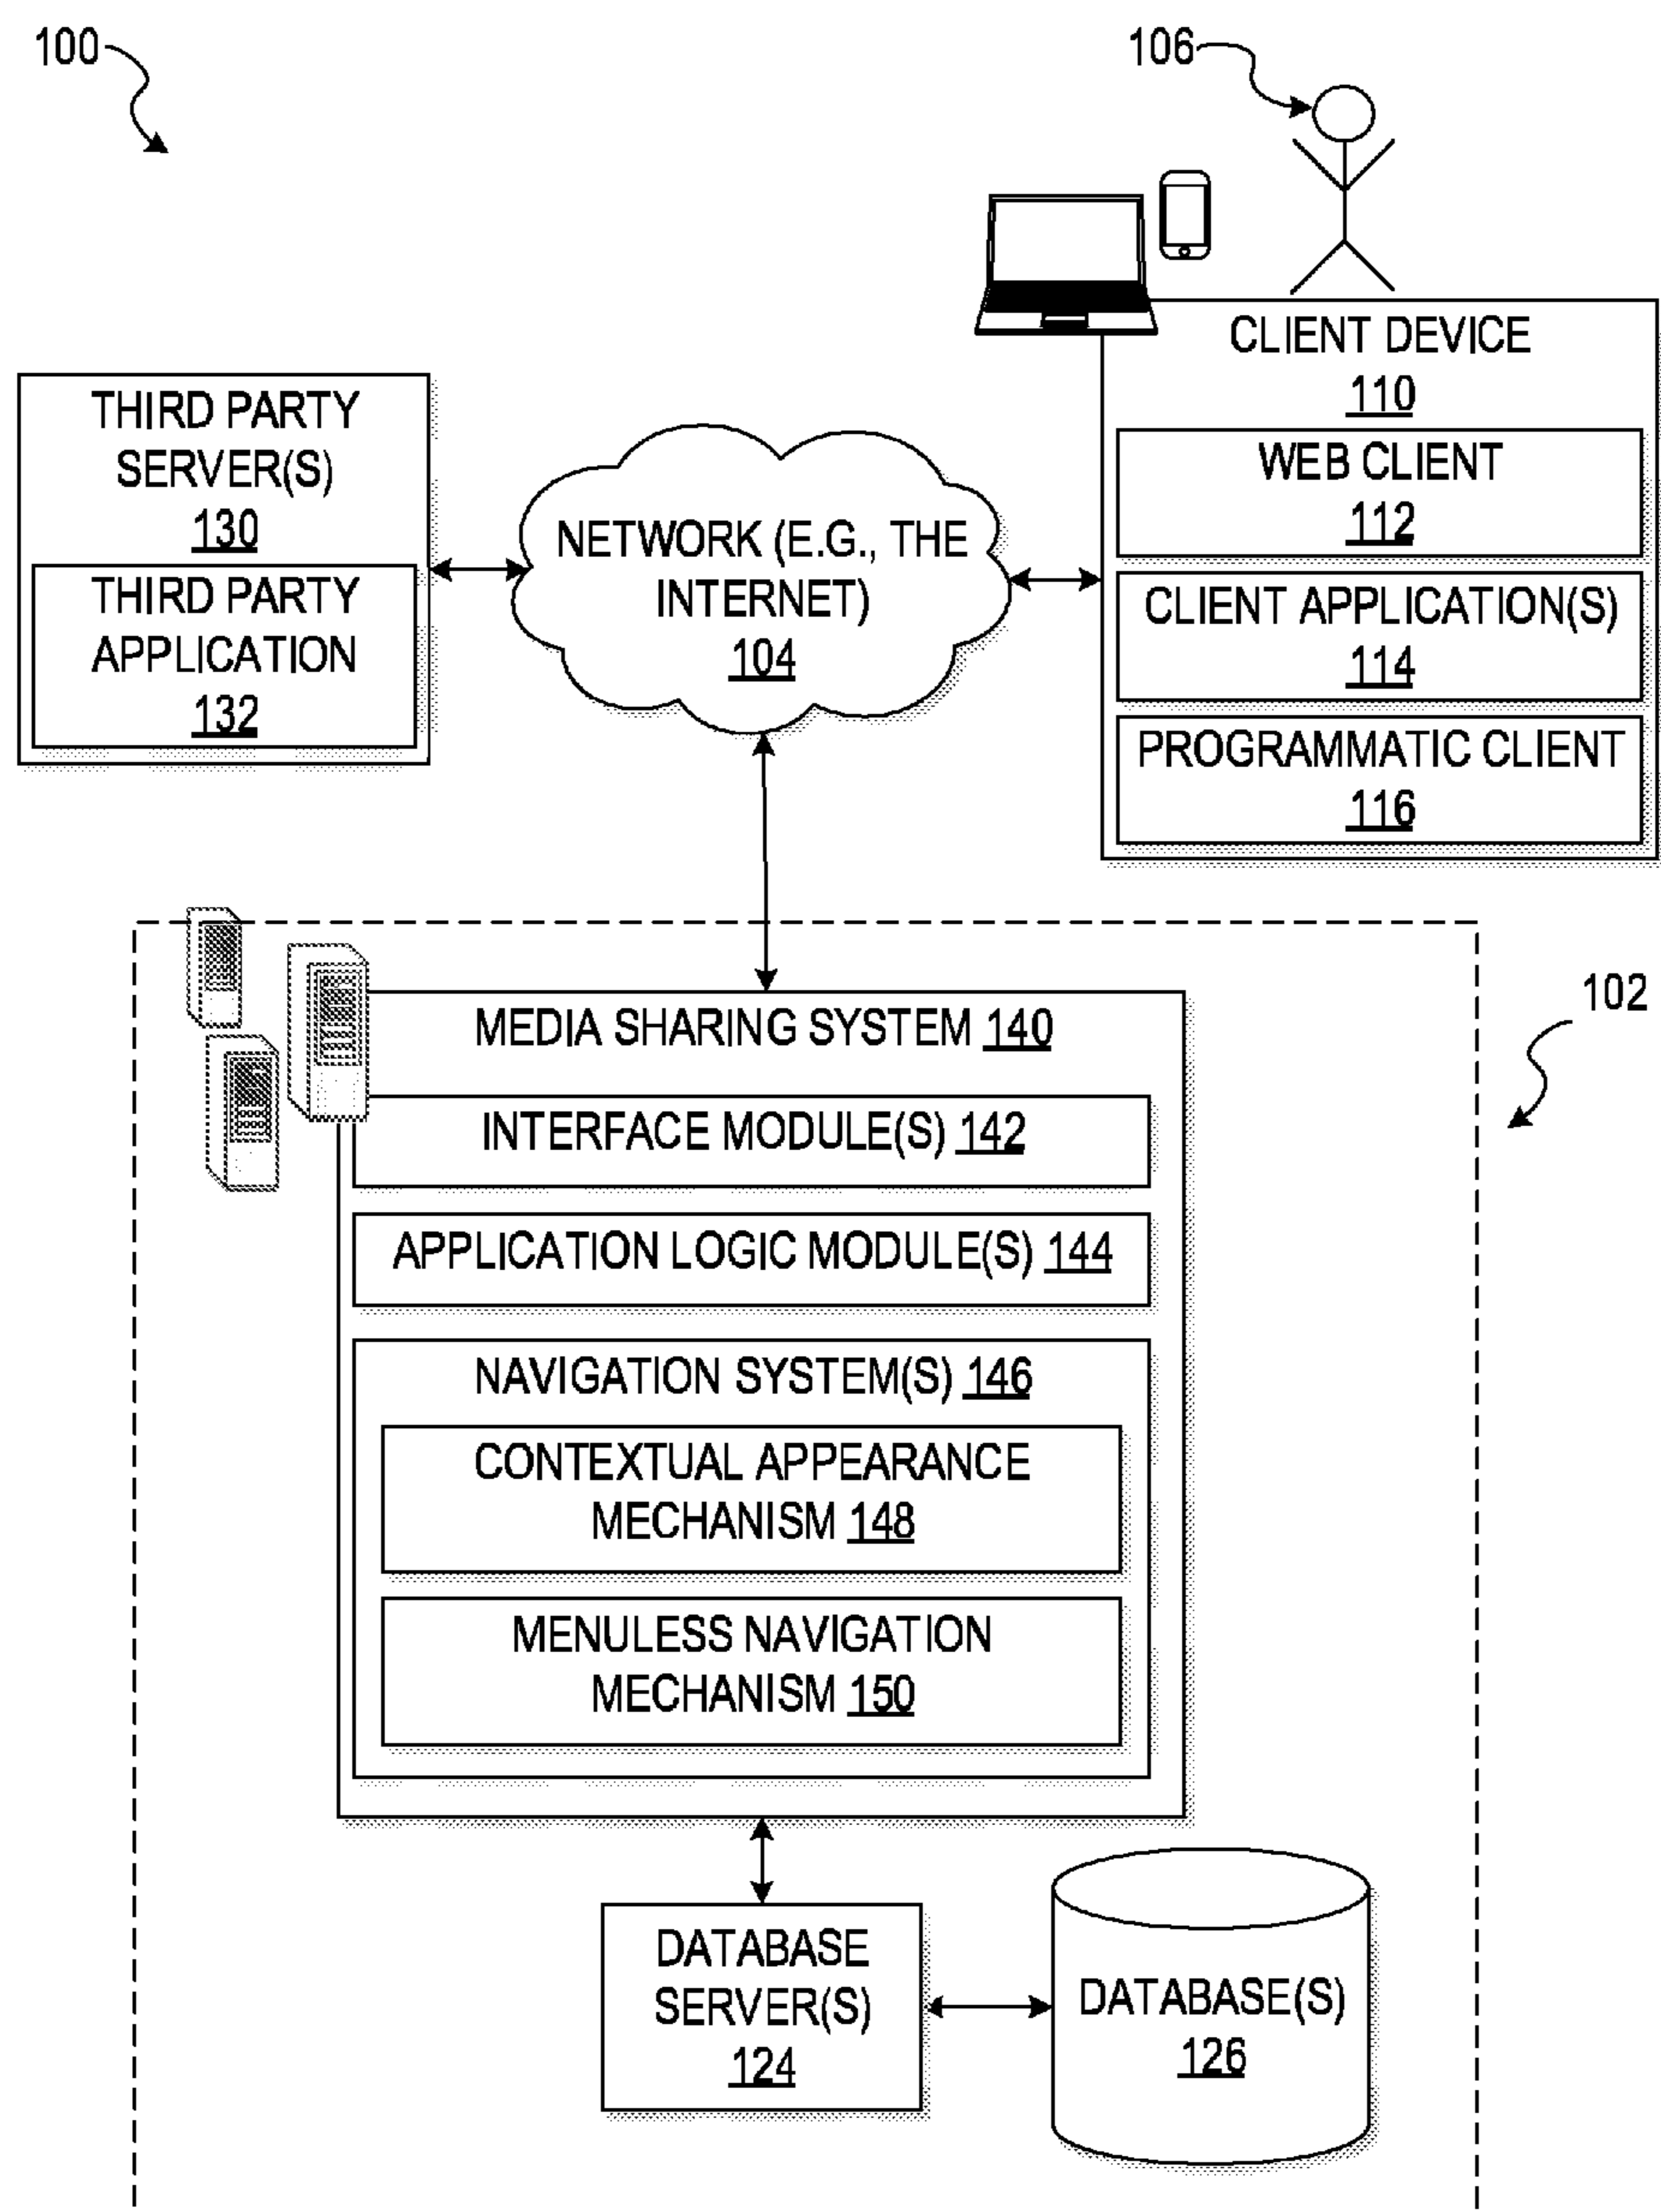 100
106
CLIENT DEVICE
110
WEB CLIENT
112
CLIENT APPLICATION(S)
114
PROGRAMMATIC CLIENT
116
THIRD PARTY
SERVER(S)
130
THIRD PARTY
APPLICATION
132
NETWORK (E.G., THE
INTERNET)
104
102
MEDIA SHARING SYSTEM 140
INTERFACE MODULE(S) 142
APPLICATION LOGIC MODULE(S) 144
NAVIGATION SYSTEM(S) 146
CONTEXTUAL APPEARANCE
MECHANISM 148
MENULESS NAVIGATION
MECHANISM 150
DATABASE
SERVER(S)
124
DATABASE(S)
126